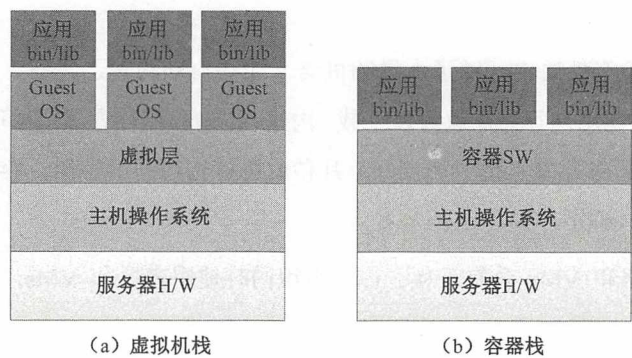 应用
bin/lib
应用
bin/lib
应用
bin/lib
Guest
OS
Guest
OS
Guest
OS
虚拟层
主机操作系统
服务器H/W
(a) 虚拟机栈
应用
bin/lib
应用
bin/lib
应用
bin/lib
容器SW
主机操作系统
服务器H/W
(b) 容器栈